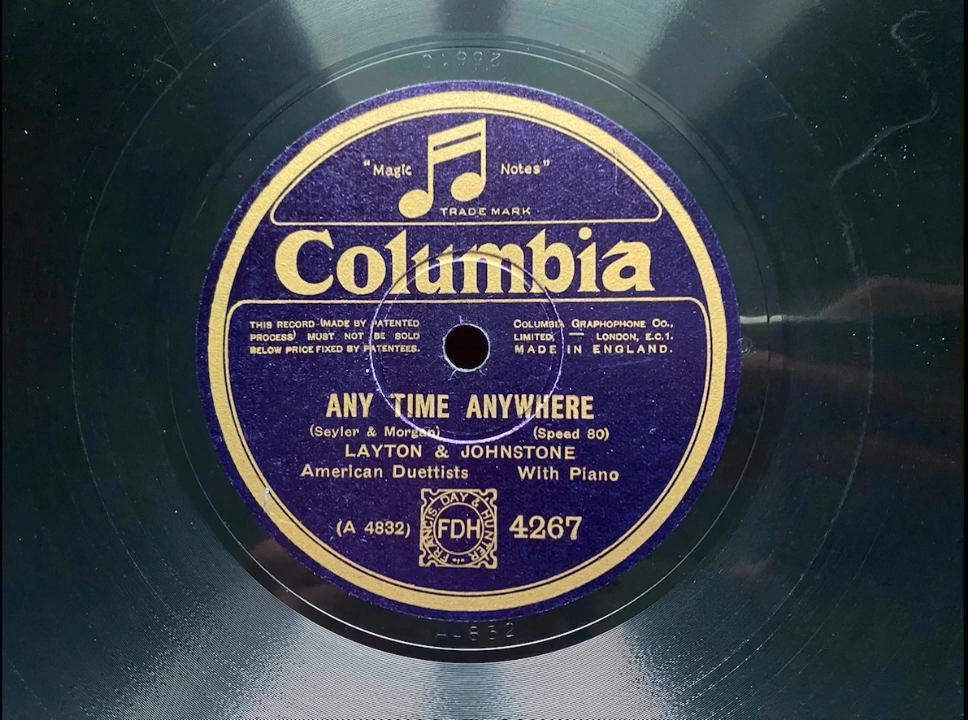 "Magic Notes"
TRADE MARK
Columbia
THIS RECORD (MADE BY PATENTED
PROCESS) MUST NOT BE SOLD
BELOW PRICE FIXED BY PATENTEES.
COLUMBIA GRAPHOPHONE CO.,
LIMITED, — LONDON, E.C.1.
MADE IN ENGLAND.
ANY TIME ANYWHERE
(Seyler & Morgan) (Speed 80)
LAYTON & JOHNSTONE
American Duettists With Piano
(A 4832) FRANCIS DAY & HUNTER FDH 4267